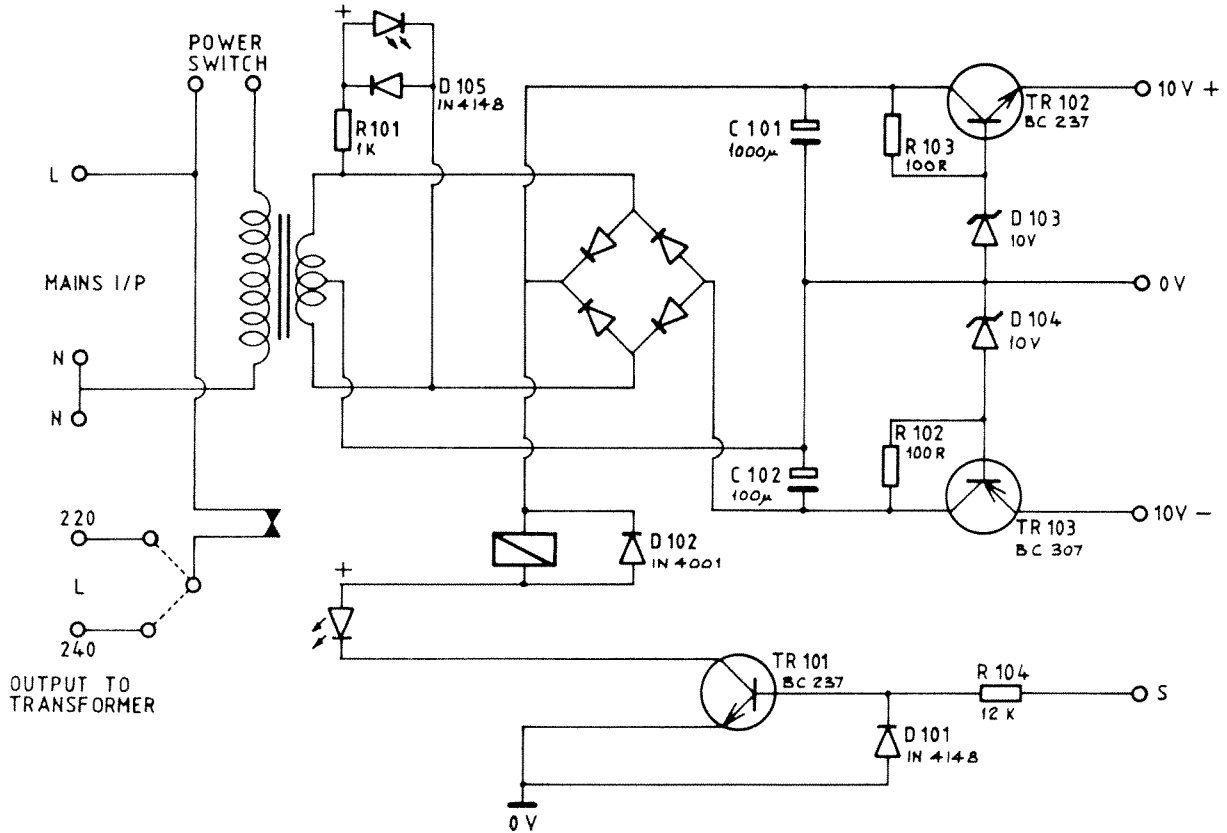 +
POWER
SWITCH
D 105
IN 4148
R 101
1K
L
MAINS I/P
N
N
C 101
1000µ
TR 102
BC 237
10V +
R 103
100R
D 103
10V
0V
D 104
10V
R 102
100R
C 102
100µ
TR 103
BC 307
10V -
220
L
240
OUTPUT TO
TRANSFORMER
D 102
IN 4001
+
TR 101
BC 237
R 104
12K
S
D 101
IN 4148
0V